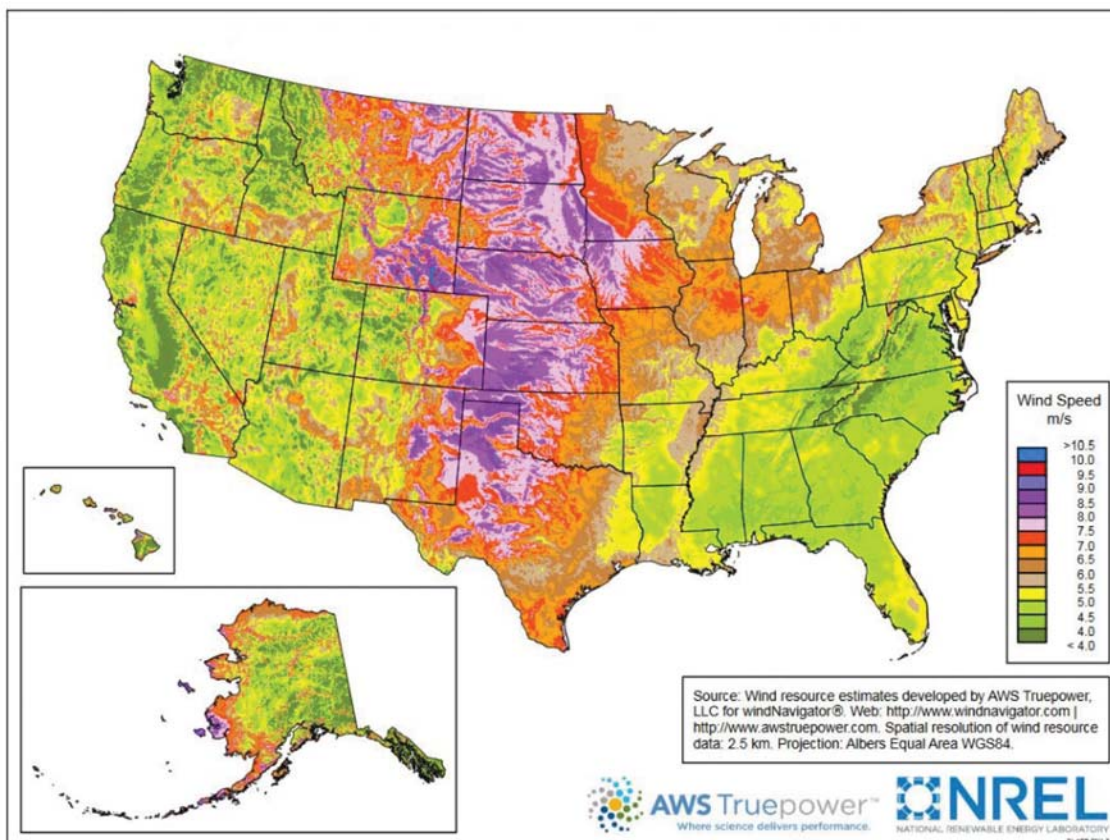 Wind Speed
m/s
>10.5
10.0
9.5
9.0
8.5
8.0
7.5
7.0
6.5
6.0
5.5
5.0
4.5
4.0
< 4.0
Source: Wind resource estimates developed by AWS Truepower,
LLC for windNavigator®. Web: http://www.windnavigator.com |
http://www.awstruepower.com. Spatial resolution of wind resource
data: 2.5 km. Projection: Albers Equal Area WGS84.
AWS Truepower™
Where science delivers performance.
NREL
NATIONAL RENEWABLE ENERGY LABORATORY